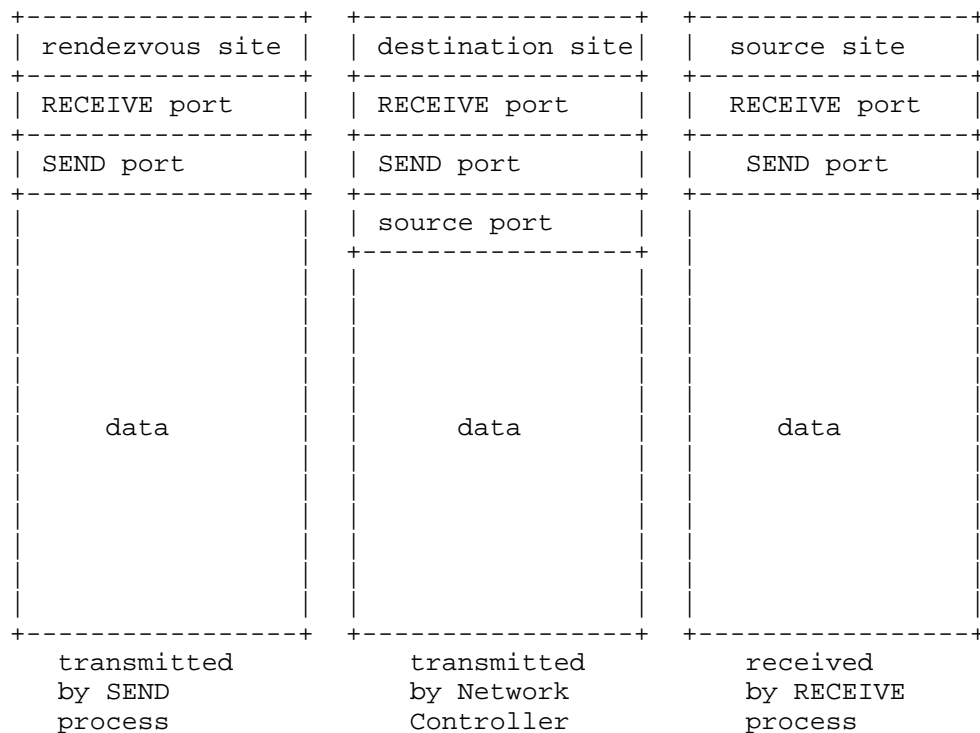 rendezvous site | destination site | source site
RECEIVE port | RECEIVE port | RECEIVE port
SEND port | SEND port | SEND port
source port
data data data
transmitted transmitted received
by SEND by Network by RECEIVE
process Controller process